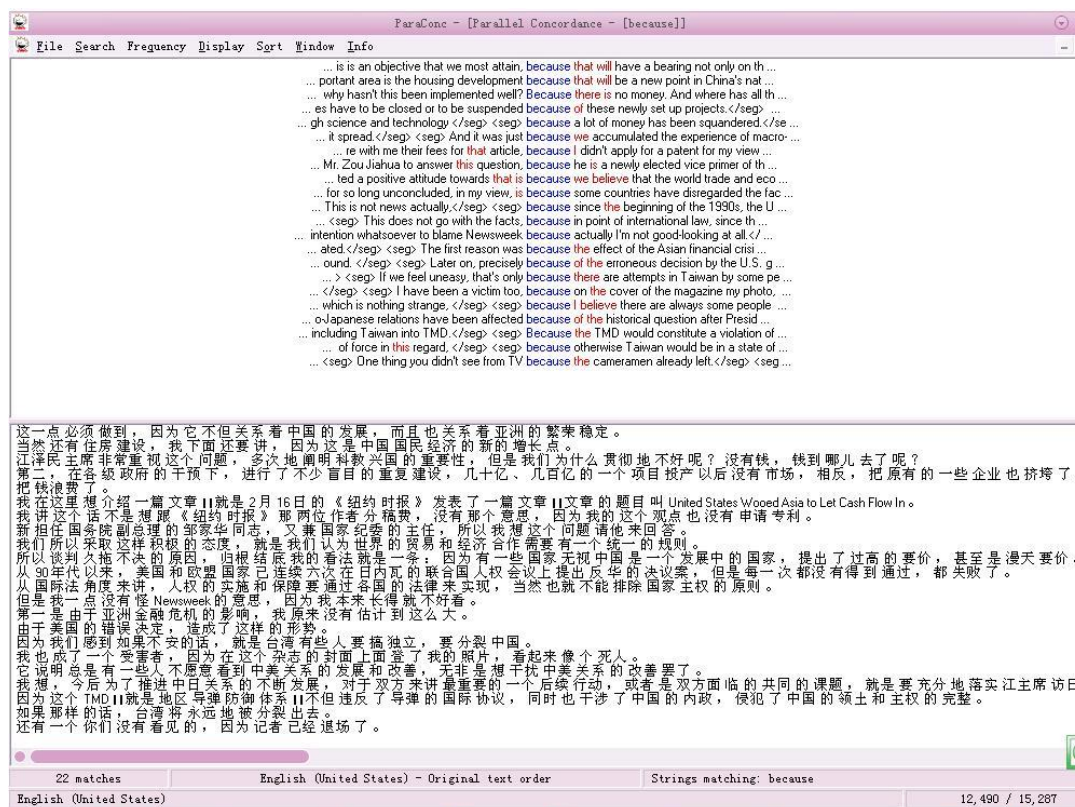 ParaConc - [Parallel Concordance - [because]]
File Search Frequency Display Sort Window Info
... is is an objective that we most attain, because that will have a bearing not only on th ...
... portant area is the housing development because that will be a new point in China's nat ...
... why hasn't this been implemented well? Because there is no money. And where has all th ...
... es have to be closed or to be suspended because of these newly set up projects.</seg> ...
... gh science and technology </seg> <seg> because a lot of money has been squandered.</se ...
... it spread.</seg> <seg> And it was just because we accumulated the experience of macro- ...
... re with me their fees for that article, because I didn't apply for a patent for my view ...
... Mr. Zou Jiahua to answer this question, because he is a newly elected vice primer of th ...
... ted a positive attitude towards that is because we believe that the world trade and eco ...
... for so long unconcluded, in my view, is because some countries have disregarded the fac ...
... This is not news actually,</seg> <seg> because since the beginning of the 1990s, the U ...
... <seg> This does not go with the facts, because in point of international law, since th ...
... intention whatsoever to blame Newsweek because actually I'm not good-looking at all.</ ...
... ated.</seg> <seg> The first reason was because the effect of the Asian financial crisi ...
... ound. </seg> <seg> Later on, precisely because of the erroneous decision by the U.S. g ...
... > <seg> If we feel uneasy, that's only because there are attempts in Taiwan by some pe ...
... </seg> <seg> I have been a victim too, because on the cover of the magazine my photo, ...
... which is nothing strange, </seg> <seg> because I believe there are always some people ...
... o-Japanese relations have been affected because of the historical question after Presid ...
... including Taiwan into TMD.</seg> <seg> Because the TMD would constitute a violation of ...
... of force in this regard, </seg> <seg> because otherwise Taiwan would be in a state of ...
... <seg> One thing you didn't see from TV because the cameramen already left.</seg> <seg ...
这一点必须做到，因为它不但关系着中国的发展，而且也关系着亚洲的繁荣稳定。
当然还有住房建设，我下面还要讲，因为这是中国国民经济的新的增长点。
江泽民主席非常重视这个问题，多次地阐明科教兴国的重要性，但是我们为什么贯彻地不好呢？没有钱，钱到哪儿去了呢？
第二，在各级政府的干预下，进行了不少盲目的重复建设，几十亿、几百亿的一个项目投产以后没有市场，相反，把原有的一些企业也挤垮了
把钱浪费了。
我在这里想介绍一篇文章||就是2月16日的《纽约时报》发表了一篇文章||文章的题目叫United States Wooed Asia to Let Cash Flow In。
我讲这个话不是想跟《纽约时报》那两位作者分稿费，没有那个意思，因为我的这个观点也没有申请专利。
新担任国务院副总理的邹家华同志，又兼国家纪委的主任，所以我想这个问题请他来回答。
我们所以采取这样积极的态度，就是我们认为世界的贸易和经济合作需要有一个统一的规则。
所以谈判久拖不决的原因，归根结底我的看法就是一条：因为有一些国家无视中国是一个发展中的国家，提出了过高的要价，甚至是漫天要价.
从90年代以来，美国和欧盟国家已连续六次在日内瓦的联合国人权会议上提出反华的决议案，但是每一次都没有得到通过，都失败了。
从国际法角度来讲，人权的实施和保障要通过各国的法律来实现，当然也就不能排除国家主权的原则。
但是我一点没有怪Newsweek的意思，因为我本来长得就不好看。
第一是由于亚洲金融危机的影响，我原来没有估计到这么大。
由于美国的错误决定，造成了这样的形势。
因为我们感到如果不安的话，就是台湾有些人要搞独立，要分裂中国。
我也成了一个受害者，因为在这个杂志的封面上面登了我的照片，看起来像个死人。
它说明总是有一些人不愿意看到中美关系的发展和改善，无非是想干扰中美关系的改善罢了。
我想，今后为了推进中日关系的不断发展，对于双方来讲最重要的一个后续行动，或者是双方面临的共同的课题，就是要充分地落实江主席访日
因为这个TMD||就是地区导弹防御体系||不但违反了导弹的国际协议，同时也干涉了中国的内政，侵犯了中国的领土和主权的完整。
如果那样的话，台湾将永远地被分裂出去。
还有一个你们没有看见的，因为记者已经退场了。
22 matches English (United States) - Original text order Strings matching: because
English (United States) 12,490 / 15,287